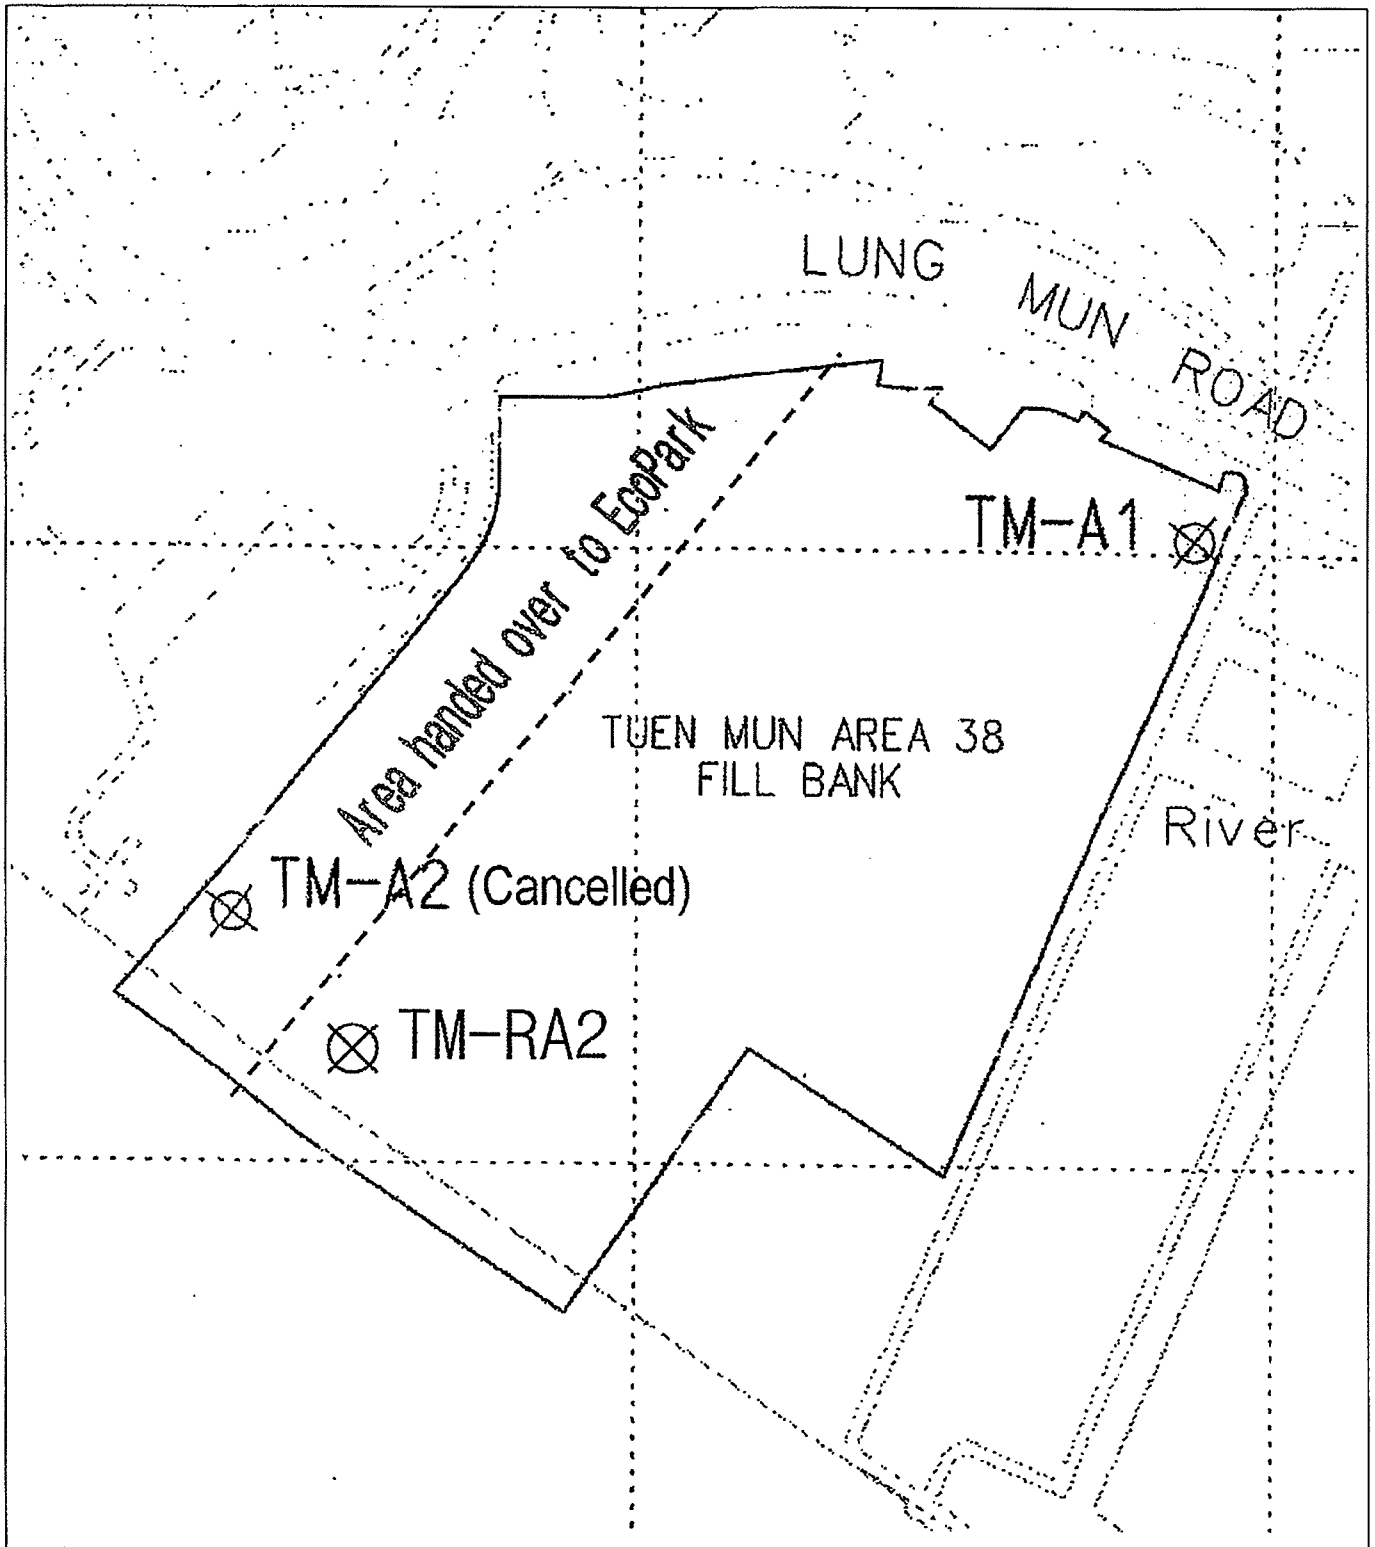 LUNG MUN ROAD
Area handed over to EcoPark
TM-A1
TUEN MUN AREA 38
FILL BANK
River
TM-A2 (Cancelled)
TM-RA2